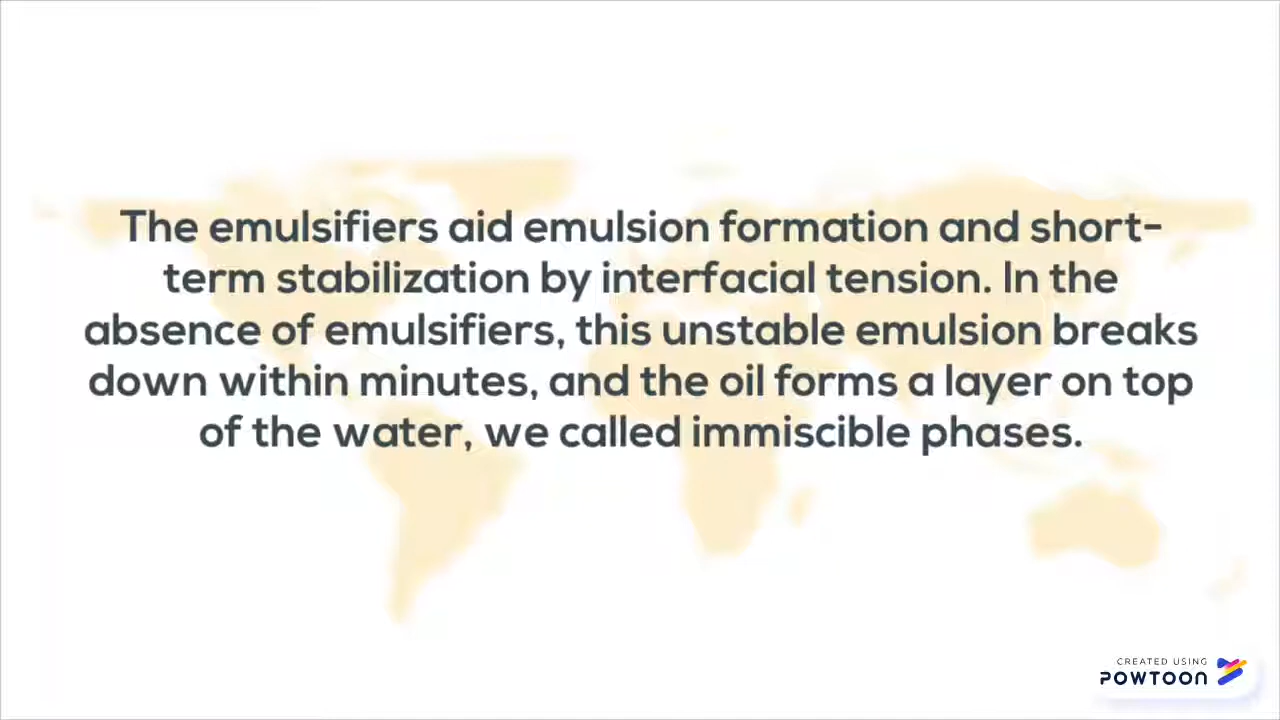 The emulsifiers aid emulsion formation and short-
term stabilization by interfacial tension. In the
absence of emulsifiers, this unstable emulsion breaks
down within minutes, and the oil forms a layer on top
of the water, we called immiscible phases.
CREATED USING
POWTOON